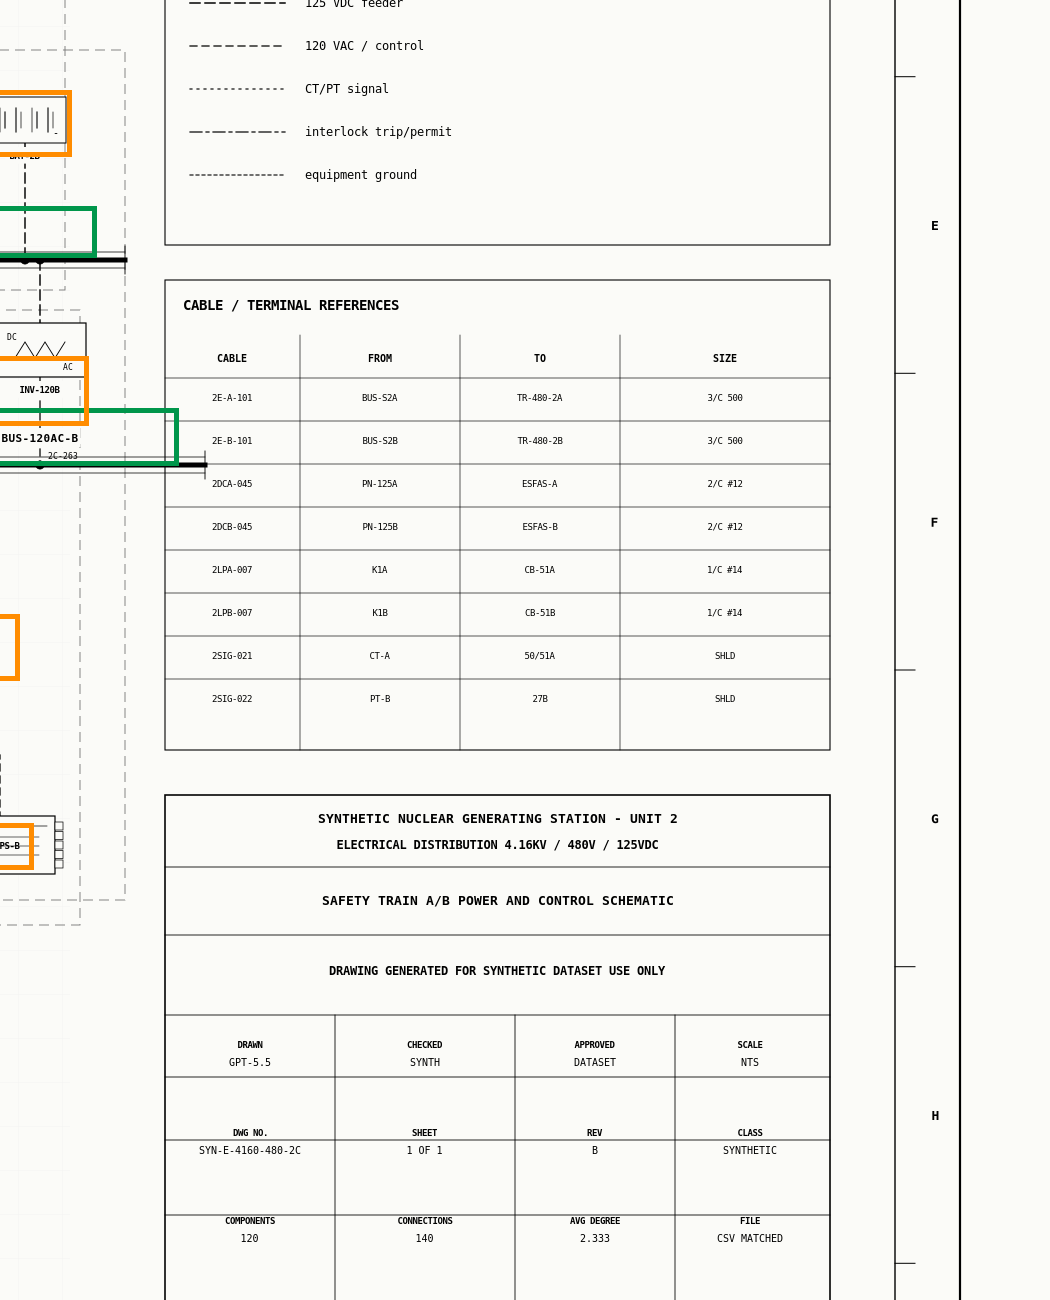 125 VDC feeder
120 VAC / control
CT/PT signal
interlock trip/permit
equipment ground
-
BAT-2B
DC
AC
INV-120B
BUS-120AC-B
2C-263
PS-B
CABLE / TERMINAL REFERENCES
CABLE FROM TO SIZE
2E-A-101 BUS-S2A TR-480-2A 3/C 500
2E-B-101 BUS-S2B TR-480-2B 3/C 500
2DCA-045 PN-125A ESFAS-A 2/C #12
2DCB-045 PN-125B ESFAS-B 2/C #12
2LPA-007 K1A CB-51A 1/C #14
2LPB-007 K1B CB-51B 1/C #14
2SIG-021 CT-A 50/51A SHLD
2SIG-022 PT-B 27B SHLD
SYNTHETIC NUCLEAR GENERATING STATION - UNIT 2
ELECTRICAL DISTRIBUTION 4.16KV / 480V / 125VDC
SAFETY TRAIN A/B POWER AND CONTROL SCHEMATIC
DRAWING GENERATED FOR SYNTHETIC DATASET USE ONLY
DRAWN CHECKED APPROVED SCALE
GPT-5.5 SYNTH DATASET NTS
DWG NO. SHEET REV CLASS
SYN-E-4160-480-2C 1 OF 1 B SYNTHETIC
COMPONENTS CONNECTIONS AVG DEGREE FILE
120 140 2.333 CSV MATCHED
E
F
G
H